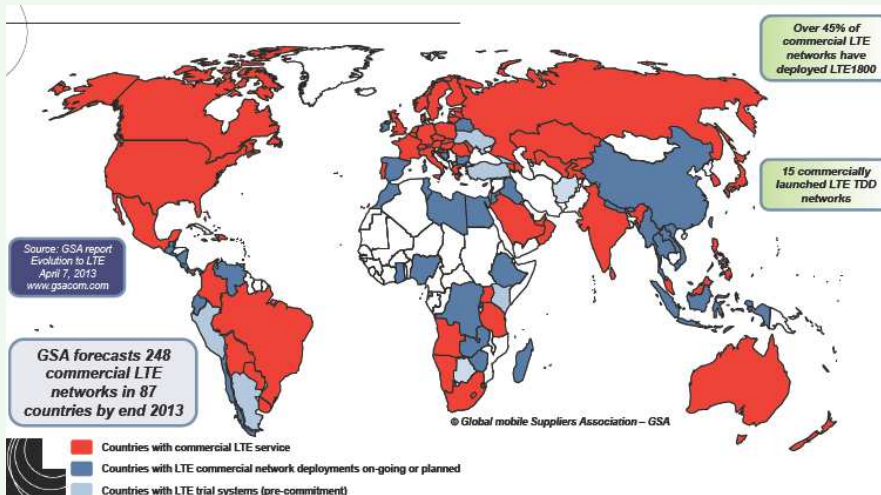 Over 45% of
commercial LTE
networks have
deployed LTE1800
15 commercially
launched LTE TDD
networks
Source: GSA report
Evolution to LTE
April 7, 2013
www.gsacom.com
GSA forecasts 248
commercial LTE
networks in 87
countries by end 2013
© Global mobile Suppliers Association – GSA
Countries with commercial LTE service
Countries with LTE commercial network deployments on-going or planned
Countries with LTE trial systems (pre-commitment)